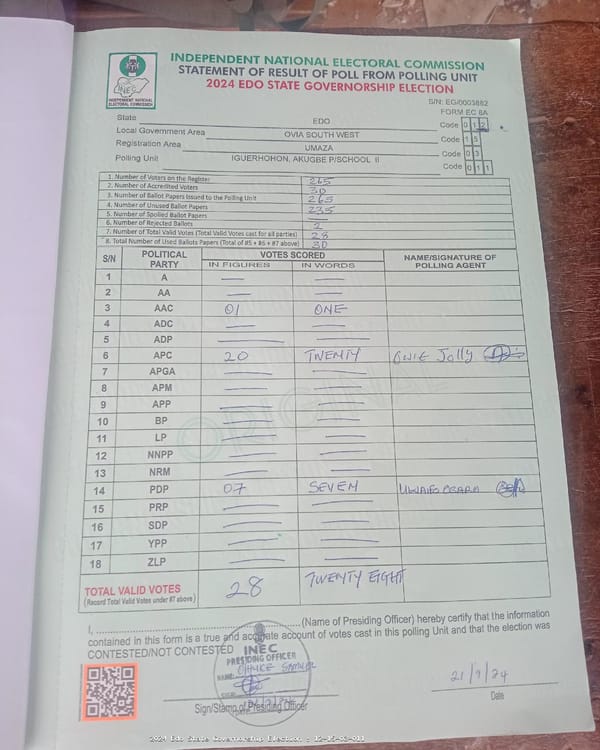 INDEPENDENT NATIONAL ELECTORAL COMMISSION
STATEMENT OF RESULT OF POLL FROM POLLING UNIT
2024 EDO STATE GOVERNORSHIP ELECTION
INEC
INDEPENDENT NATIONAL ELECTORAL COMMISSION
S/N: EG/0003882
FORM EC 8A
State EDO Code 0 1 2
Local Government Area OVIA SOUTH WEST Code 1 5
Registration Area UMAZA Code 0 3
Polling Unit IGUERHOHON, AKUGBE P/SCHOOL II Code 0 1 1
1. Number of Voters on the Register 265
2. Number of Accredited Voters 30
3. Number of Ballot Papers Issued to the Polling Unit 265
4. Number of Unused Ballot Papers 235
5. Number of Spoiled Ballot Papers —
6. Number of Rejected Ballots 2
7. Number of Total Valid Votes (Total Valid Votes cast for all parties) 28
8. Total Number of Used Ballots Papers (Total of #5 + #6 + #7 above) 30
S/N POLITICAL PARTY VOTES SCORED NAME/SIGNATURE OF POLLING AGENT
IN FIGURES IN WORDS
1 A — —
2 AA — —
3 AAC 01 ONE
4 ADC — —
5 ADP — —
6 APC 20 TWENTY Jolly
7 APGA — —
8 APM — —
9 APP — —
10 BP — —
11 LP — —
12 NNPP — —
13 NRM — —
14 PDP 07 SEVEN
15 PRP — —
16 SDP — —
17 YPP — —
18 ZLP — —
ORIGINAL
TOTAL VALID VOTES 28 TWENTY EIGHT
(Record Total Valid Votes under #7 above)
I, (Name of Presiding Officer) hereby certify that the information
contained in this form is a true and accurate account of votes cast in this polling Unit and that the election was
CONTESTED/NOT CONTESTED
INEC
PRESIDING OFFICER
NAME:
Sign/Stamp of Presiding Officer
21/9/24
Date
2024 Edo State Governorship Election : 12-15-03-011